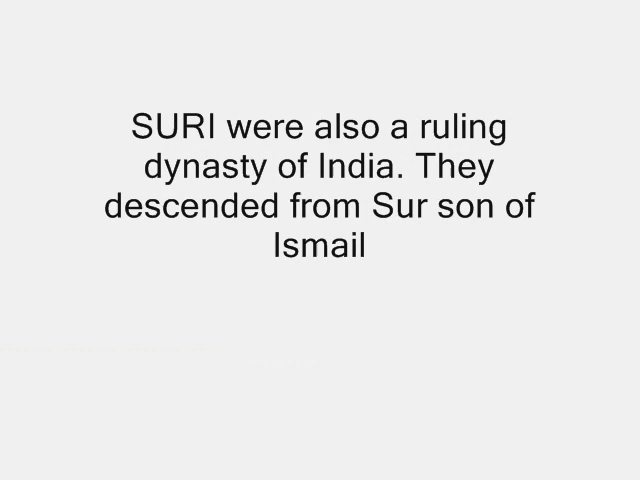 SURI were also a ruling
dynasty of India. They
descended from Sur son of
Ismail